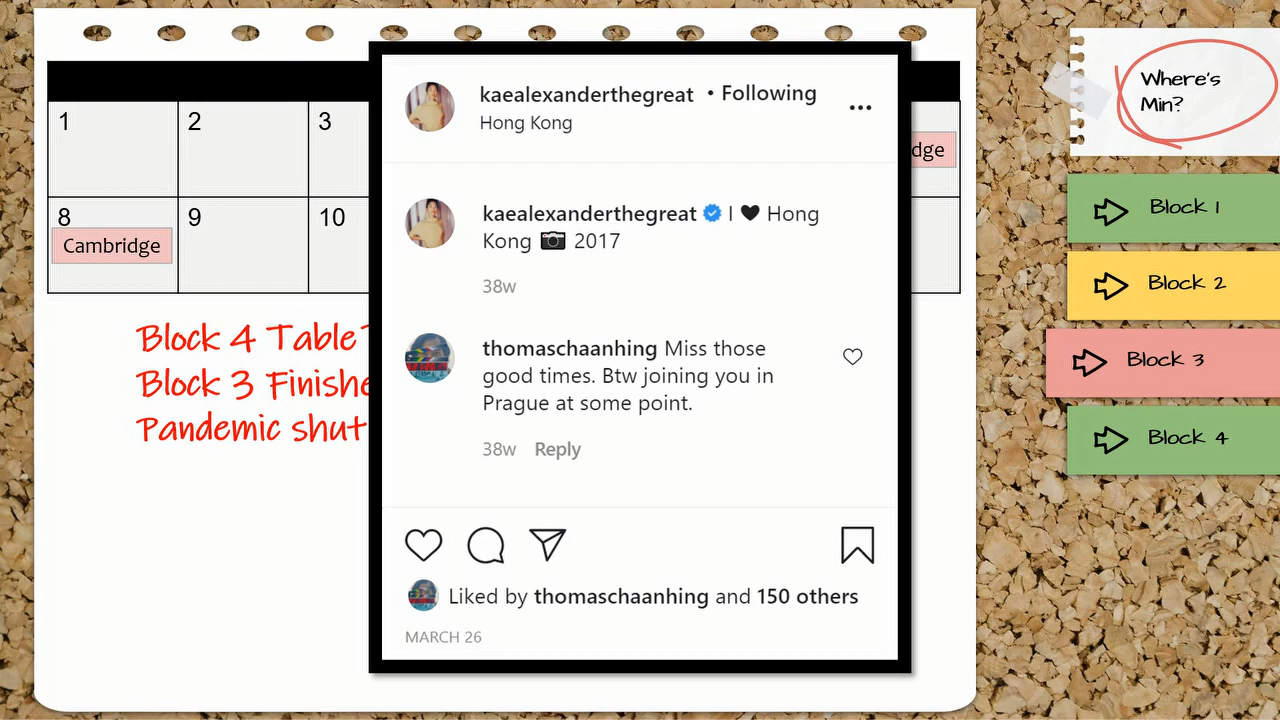 Where's
Min?
1
2
3
dge
8
Cambridge
9
10
Block 4 Table
Block 3 Finishe
Pandemic shut
kaealexanderthegreat • Following
Hong Kong
kaealexanderthegreat I 🖤 Hong
Kong 📷 2017
38w
thomaschaanhing Miss those
good times. Btw joining you in
Prague at some point.
38w Reply
Liked by thomaschaanhing and 150 others
MARCH 26
Block 1
Block 2
Block 3
Block 4